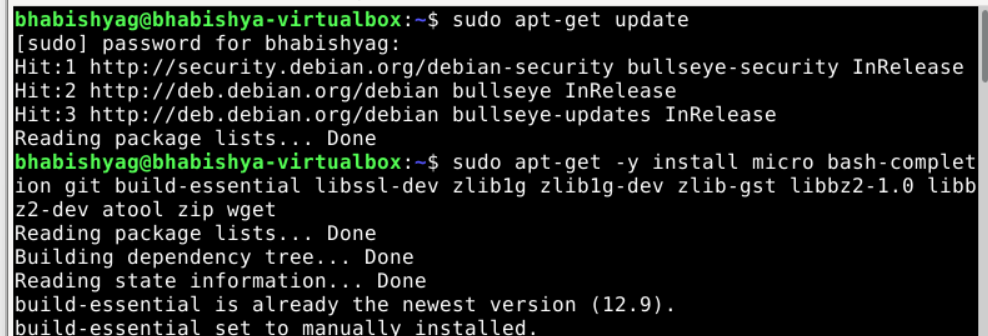 bhabishyag@bhabishya-virtualbox:~$ sudo apt-get update
[sudo] password for bhabishyag:
Hit:1 http://security.debian.org/debian-security bullseye-security InRelease
Hit:2 http://deb.debian.org/debian bullseye InRelease
Hit:3 http://deb.debian.org/debian bullseye-updates InRelease
Reading package lists... Done
bhabishyag@bhabishya-virtualbox:~$ sudo apt-get -y install micro bash-complet
ion git build-essential libssl-dev zlib1g zlib1g-dev zlib-gst libbz2-1.0 libb
z2-dev atool zip wget
Reading package lists... Done
Building dependency tree... Done
Reading state information... Done
build-essential is already the newest version (12.9).
build-essential set to manually installed.